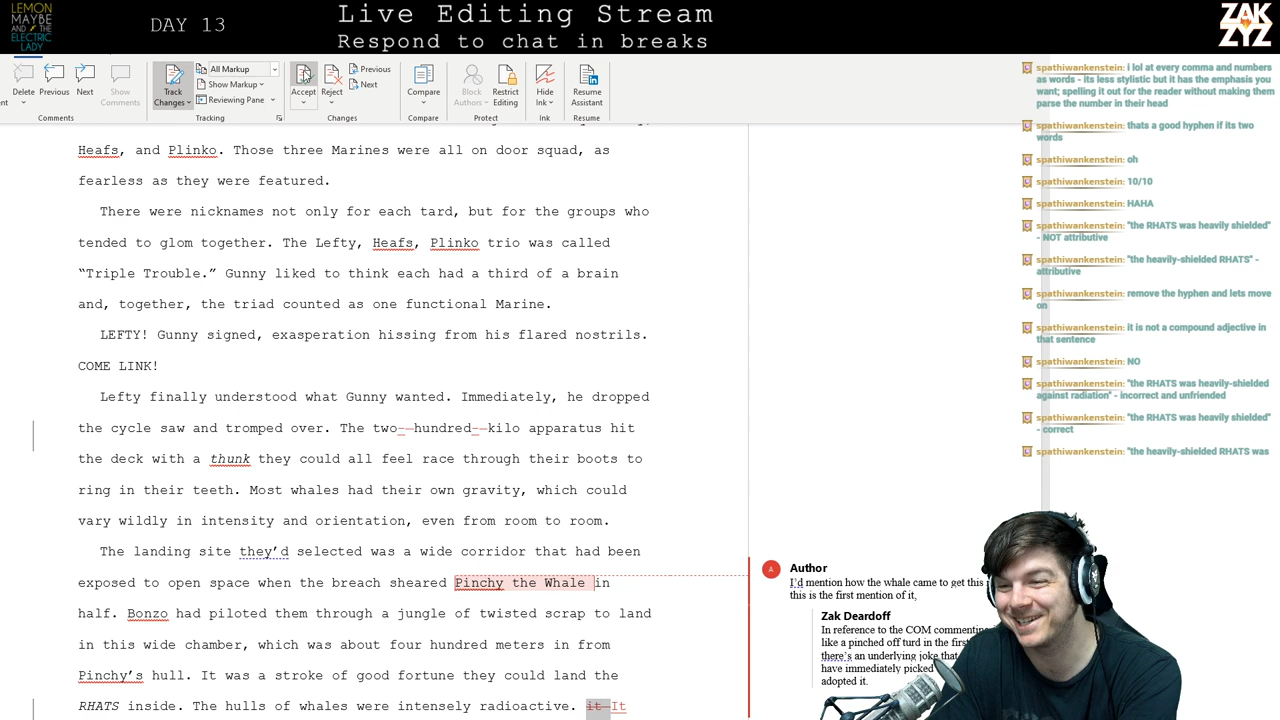 LEMON
MAYBE
AND THE
ELECTRIC
LADY
DAY 13
Live Editing Stream
Respond to chat in breaks
ZAK
ZYZ
Delete
Previous
Next
Show
Comments
Comments
Track
Changes
All Markup
Show Markup
Reviewing Pane
Tracking
Accept
Reject
Previous
Next
Changes
Compare
Compare
Block
Authors
Restrict
Editing
Protect
Hide
Ink
Ink
Resume
Assistant
Resume
Heafs, and Plinko. Those three Marines were all on door squad, as
fearless as they were featured.
There were nicknames not only for each tard, but for the groups who
tended to glom together. The Lefty, Heafs, Plinko trio was called
“Triple Trouble.” Gunny liked to think each had a third of a brain
and, together, the triad counted as one functional Marine.
LEFTY! Gunny signed, exasperation hissing from his flared nostrils.
COME LINK!
Lefty finally understood what Gunny wanted. Immediately, he dropped
the cycle saw and tromped over. The two--hundred--kilo apparatus hit
the deck with a thunk they could all feel race through their boots to
ring in their teeth. Most whales had their own gravity, which could
vary wildly in intensity and orientation, even from room to room.
The landing site they’d selected was a wide corridor that had been
exposed to open space when the breach sheared Pinchy the Whale in
half. Bonzo had piloted them through a jungle of twisted scrap to land
in this wide chamber, which was about four hundred meters in from
Pinchy’s hull. It was a stroke of good fortune they could land the
RHATS inside. The hulls of whales were intensely radioactive. it It
A
Author
I’d mention how the whale came to get this
this is the first mention of it,
Zak Deardoff
In reference to the COM commenting
like a pinched off turd in the first
there’s an underlying joke that
have immediately picked
adopted it.
spathiwankenstein: i lol at every comma and numbers
as words - its less stylistic but it has the emphasis you
want; spelling it out for the reader without making them
parse the number in their head
spathiwankenstein: thats a good hyphen if its two
words
spathiwankenstein: oh
spathiwankenstein: 10/10
spathiwankenstein: HAHA
spathiwankenstein: "the RHATS was heavily shielded"
- NOT attributive
spathiwankenstein: "the heavily-shielded RHATS" -
attributive
spathiwankenstein: remove the hyphen and lets move
on
spathiwankenstein: it is not a compound adjective in
that sentence
spathiwankenstein: NO
spathiwankenstein: "the RHATS was heavily-shielded
against radiation" - incorrect and unfriended
spathiwankenstein: "the RHATS was heavily shielded"
- correct
spathiwankenstein: "the heavily-shielded RHATS was